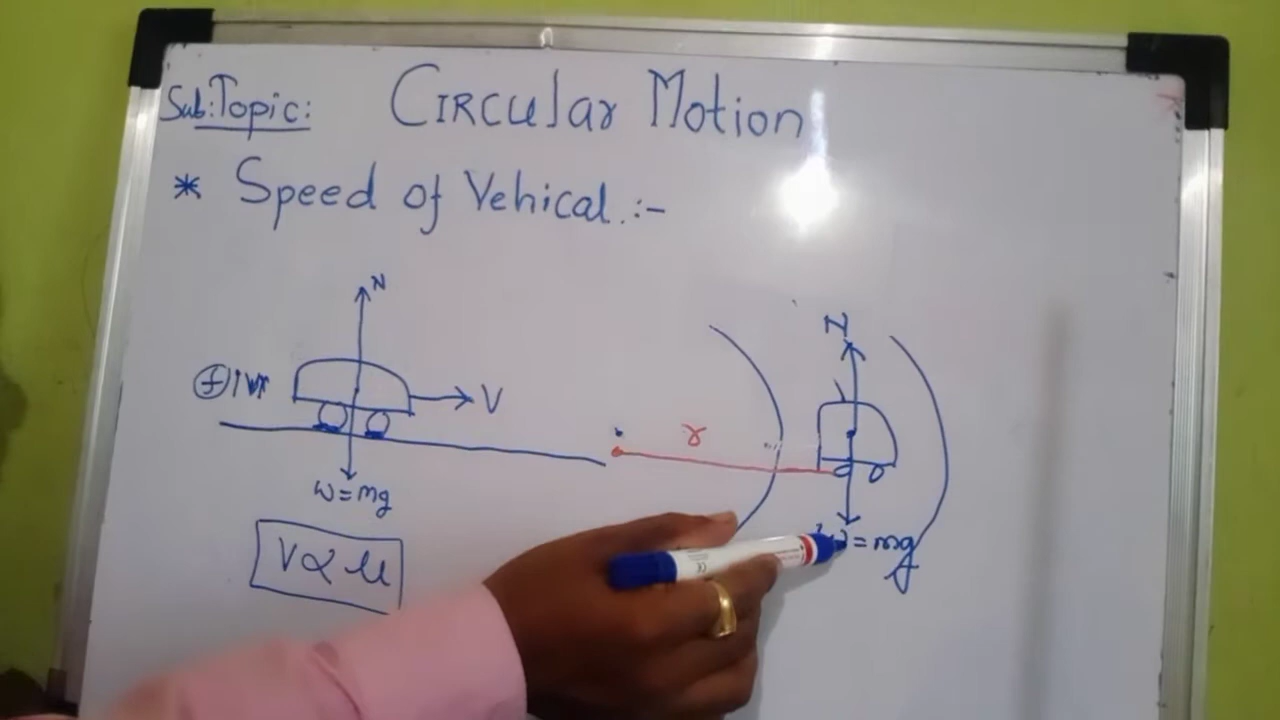 Sub:Topic: Circular Motion
* Speed of Vehical :-
N
V
W=mg
V∝μ
N
r
W=mg